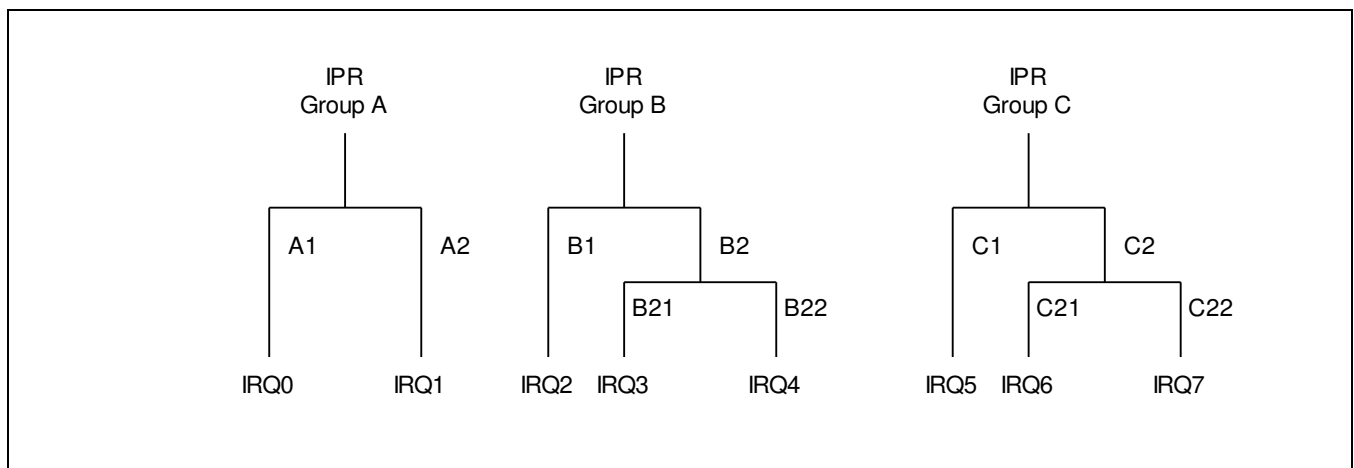 IPR
Group A
IPR
Group B
IPR
Group C
A1
A2
B1
B2
C1
C2
B21
B22
C21
C22
IRQ0
IRQ1
IRQ2
IRQ3
IRQ4
IRQ5
IRQ6
IRQ7